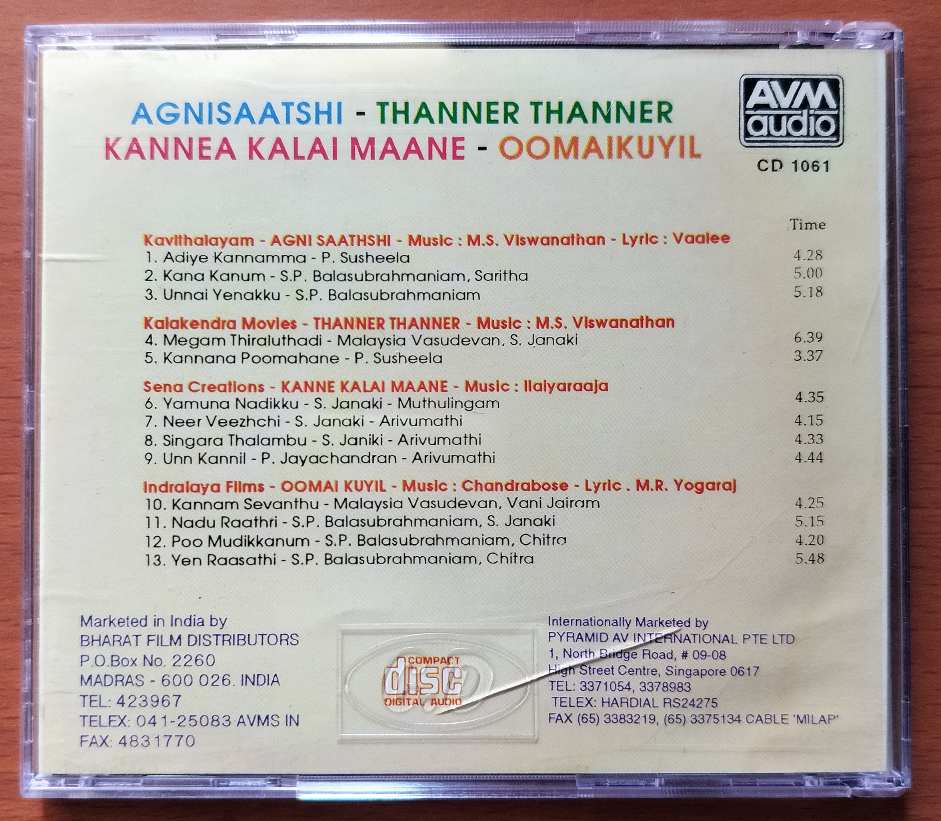 AGNISAATSHI - THANNER THANNER
KANNEA KALAI MAANE - OOMAIKUYIL
AVM
audio
CD 1061
Time
Kavithalayam - AGNI SAATHSHI - Music : M.S. Viswanathan - Lyric : Vaalee
1. Adiye Kannamma - P. Susheela 4.28
2. Kana Kanum - S.P. Balasubrahmaniam, Saritha 5.00
3. Unnai Yenakku - S.P. Balasubrahmaniam 5.18
Kalakendra Movies - THANNER THANNER - Music : M.S. Viswanathan
4. Megam Thiraluthadi - Malaysia Vasudevan, S. Janaki 6.39
5. Kannana Poomahane - P. Susheela 3.37
Sena Creations - KANNE KALAI MAANE - Music : Ilaiyaraaja
6. Yamuna Nadikku - S. Janaki - Muthulingam 4.35
7. Neer Veezhchi - S. Janaki - Arivumathi 4.15
8. Singara Thalambu - S. Janiki - Arivumathi 4.33
9. Unn Kannil - P. Jayachandran - Arivumathi 4.44
Indralaya Films - OOMAI KUYIL - Music : Chandrabose - Lyric . M.R. Yogaraj
10. Kannam Sevanthu - Malaysia Vasudevan, Vani Jairam 4.25
11. Nadu Raathri - S.P. Balasubrahmaniam, S. Janaki 5.15
12. Poo Mudikkanum - S.P. Balasubrahmaniam, Chitra 4.20
13. Yen Raasathi - S.P. Balasubrahmaniam, Chitra 5.48
Marketed in India by
BHARAT FILM DISTRIBUTORS
P.O.Box No. 2260
MADRAS - 600 026. INDIA
TEL: 423967
TELEX: 041-25083 AVMS IN
FAX: 4831770
COMPACT
disc
DIGITAL AUDIO
Internationally Marketed by
PYRAMID AV INTERNATIONAL PTE LTD
1, North Bridge Road, # 09-08
High Street Centre, Singapore 0617
TEL: 3371054, 3378983
TELEX: HARDIAL RS24275
FAX (65) 3383219, (65) 3375134 CABLE 'MILAP'